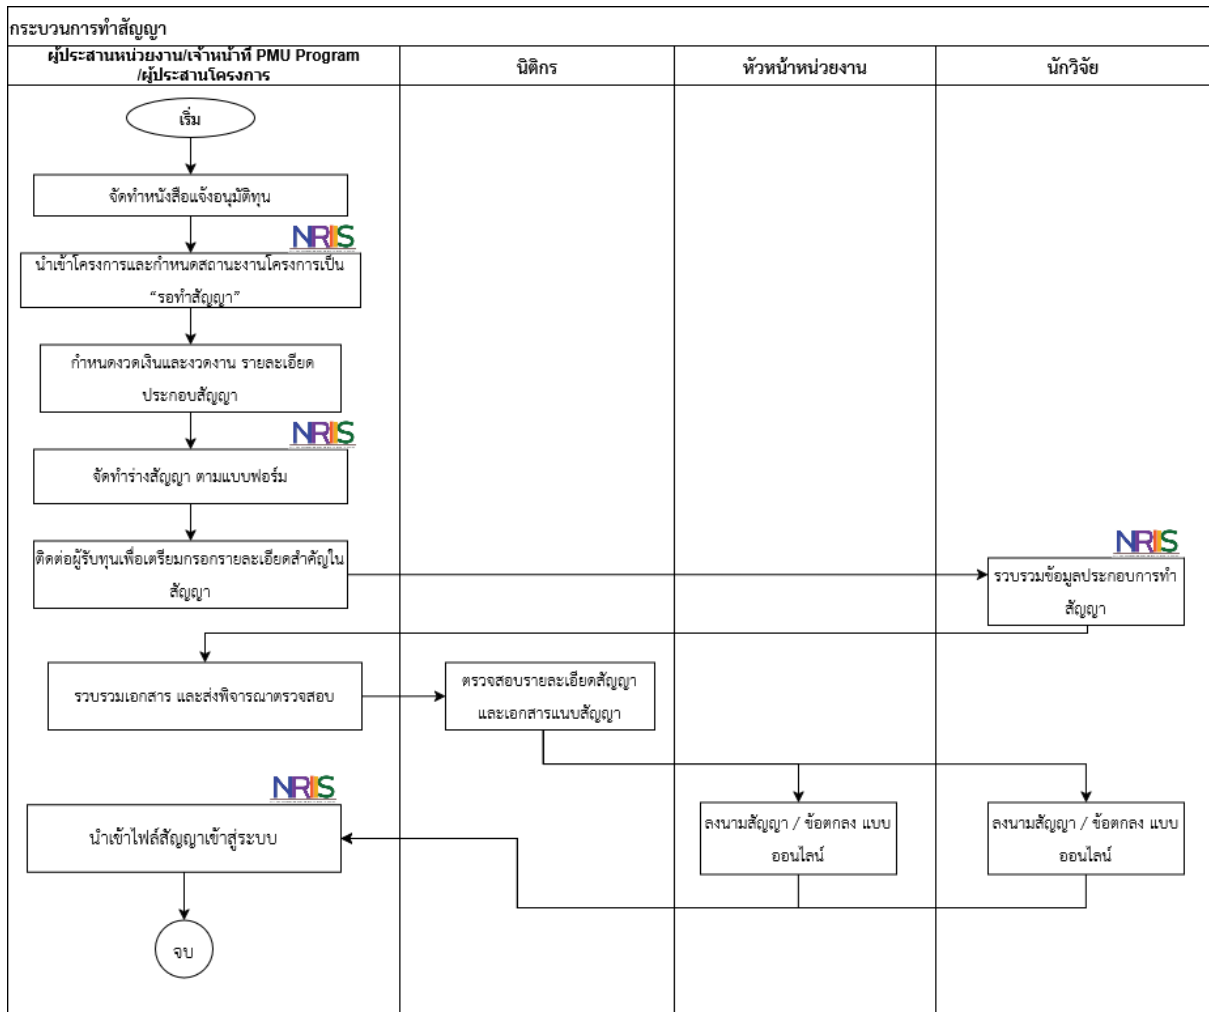 กระบวนการทำสัญญา
ผู้ประสานหน่วยงาน/เจ้าหน้าที่ PMU Program
/ผู้ประสานโครงการ
นิติกร
หัวหน้าหน่วยงาน
นักวิจัย
เริ่ม
จัดทำหนังสือแจ้งอนุมัติทุน
NRIIS
นำเข้าโครงการและกำหนดสถานะงานโครงการเป็น
“รอทำสัญญา”
กำหนดงวดเงินและงวดงาน รายละเอียด
ประกอบสัญญา
NRIIS
จัดทำร่างสัญญา ตามแบบฟอร์ม
ติดต่อผู้รับทุนเพื่อเตรียมกรอกรายละเอียดสำคัญใน
สัญญา
NRIIS
รวบรวมข้อมูลประกอบการทำ
สัญญา
รวบรวมเอกสาร และส่งพิจารณาตรวจสอบ
ตรวจสอบรายละเอียดสัญญา
และเอกสารแนบสัญญา
NRIIS
นำเข้าไฟล์สัญญาเข้าสู่ระบบ
ลงนามสัญญา / ข้อตกลง แบบ
ออนไลน์
ลงนามสัญญา / ข้อตกลง แบบ
ออนไลน์
จบ